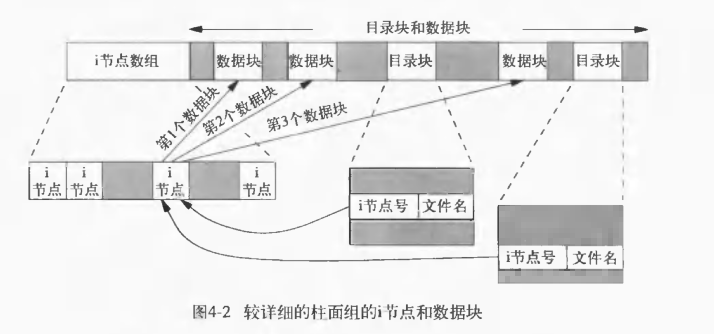 目录块和数据块
i节点数组
数据块
数据块
目录块
数据块
目录块
第1个数据块
第2个数据块
第3个数据块
i
节点
i
节点
i
节点
i
节点
i节点号 文件名
i节点号 文件名
图4-2 较详细的柱面组的i节点和数据块